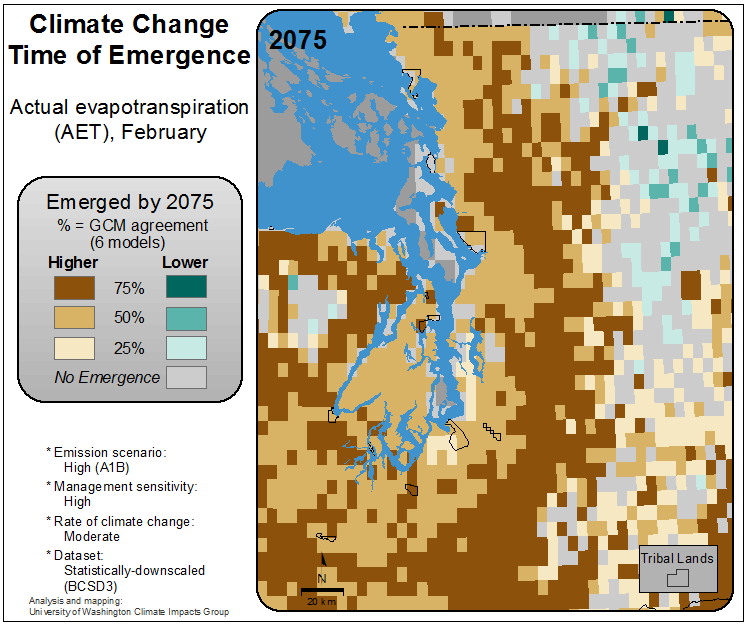 Climate Change
Time of Emergence
Actual evapotranspiration
(AET), February
Emerged by 2075
% = GCM agreement
(6 models)
Higher Lower
75%
50%
25%
No Emergence
* Emission scenario:
High (A1B)
* Management sensitivity:
High
* Rate of climate change:
Moderate
* Dataset:
Statistically-downscaled
(BCSD3)
Analysis and mapping:
University of Washington Climate Impacts Group
2075
N
20 km
Tribal Lands